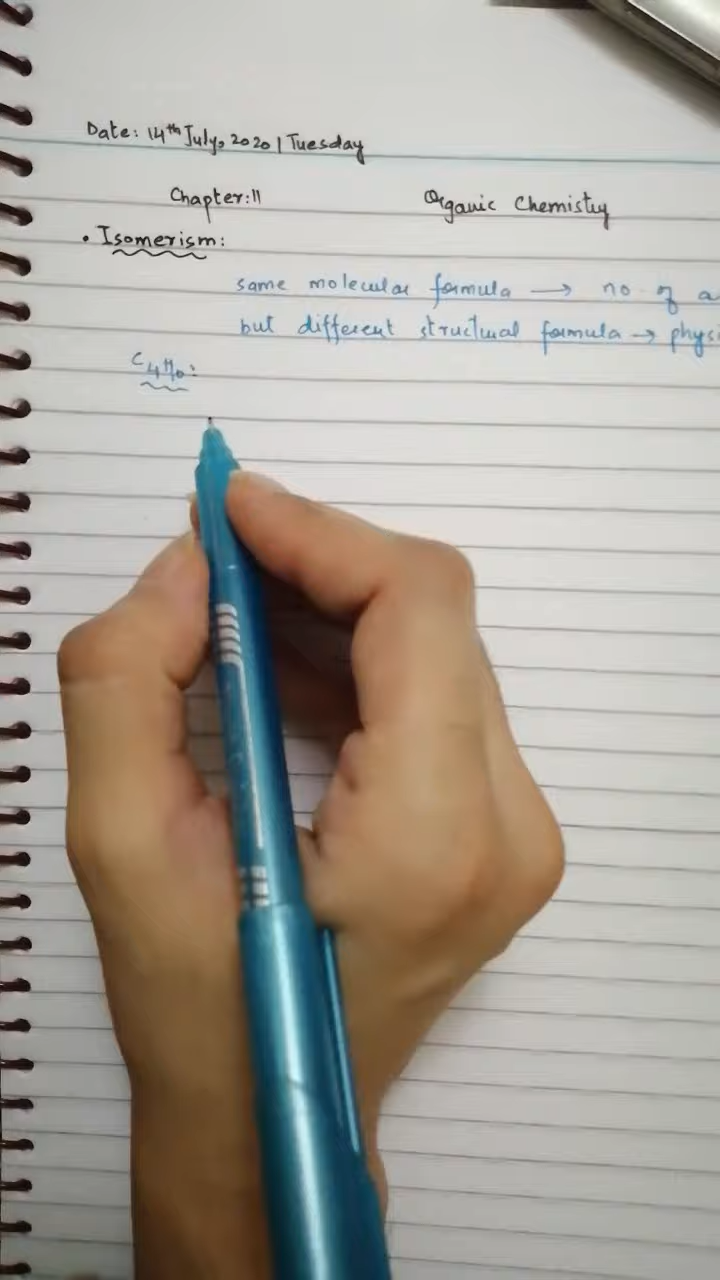 Date: 14th July, 2020 | Tuesday
Chapter:11 Organic Chemistry
• Isomerism:
same molecular formula → no. of
but different structural formula →
C4H10: